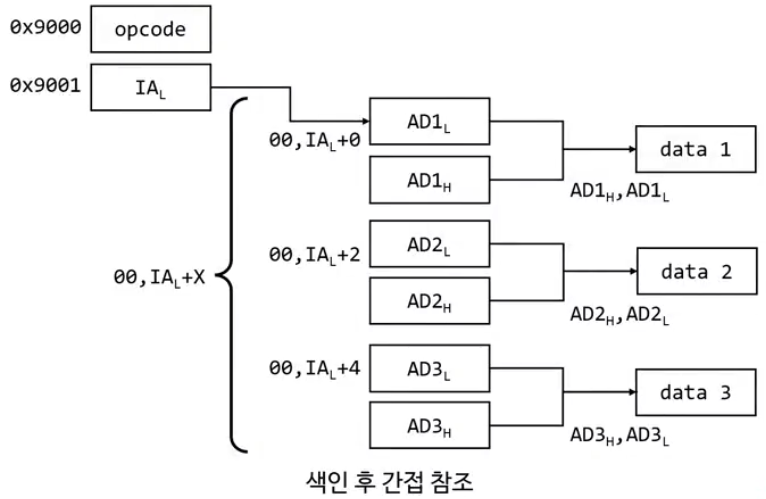 0x9000 opcode
0x9001 IA_L
00,IA_L+0 AD1_L
AD1_H
data 1
AD1_H,AD1_L
00,IA_L+X
00,IA_L+2 AD2_L
AD2_H
data 2
AD2_H,AD2_L
00,IA_L+4 AD3_L
AD3_H
data 3
AD3_H,AD3_L
색인 후 간접 참조